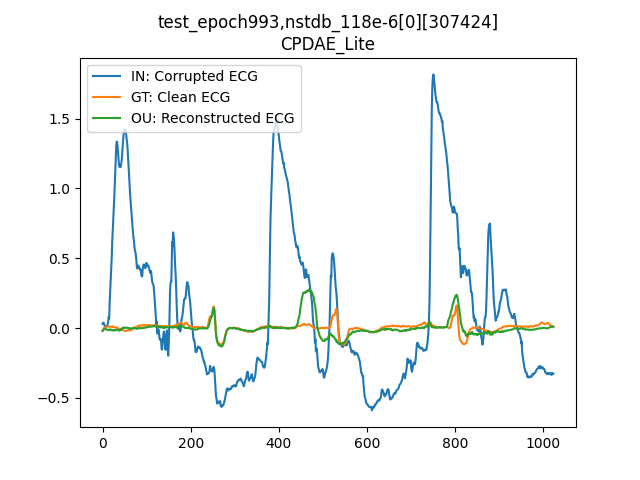 test_epoch993,nstdb_118e-6[0][307424]
CPDAE_Lite
IN: Corrupted ECG
GT: Clean ECG
OU: Reconstructed ECG
1.5
1.0
0.5
0.0
−0.5
0 200 400 600 800 1000